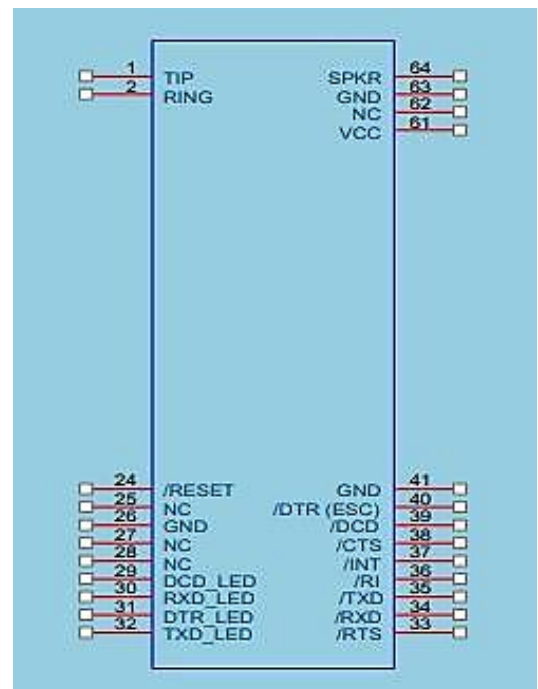 1 TIP SPKR 64
2 RING GND 63
NC 62
VCC 61
24 /RESET GND 41
25 NC /DTR (ESC) 40
26 GND /DCD 39
27 NC /CTS 38
28 NC /INT 37
29 DCD_LED /RI 36
30 RXD_LED /TXD 35
31 DTR_LED /RXD 34
32 TXD_LED /RTS 33